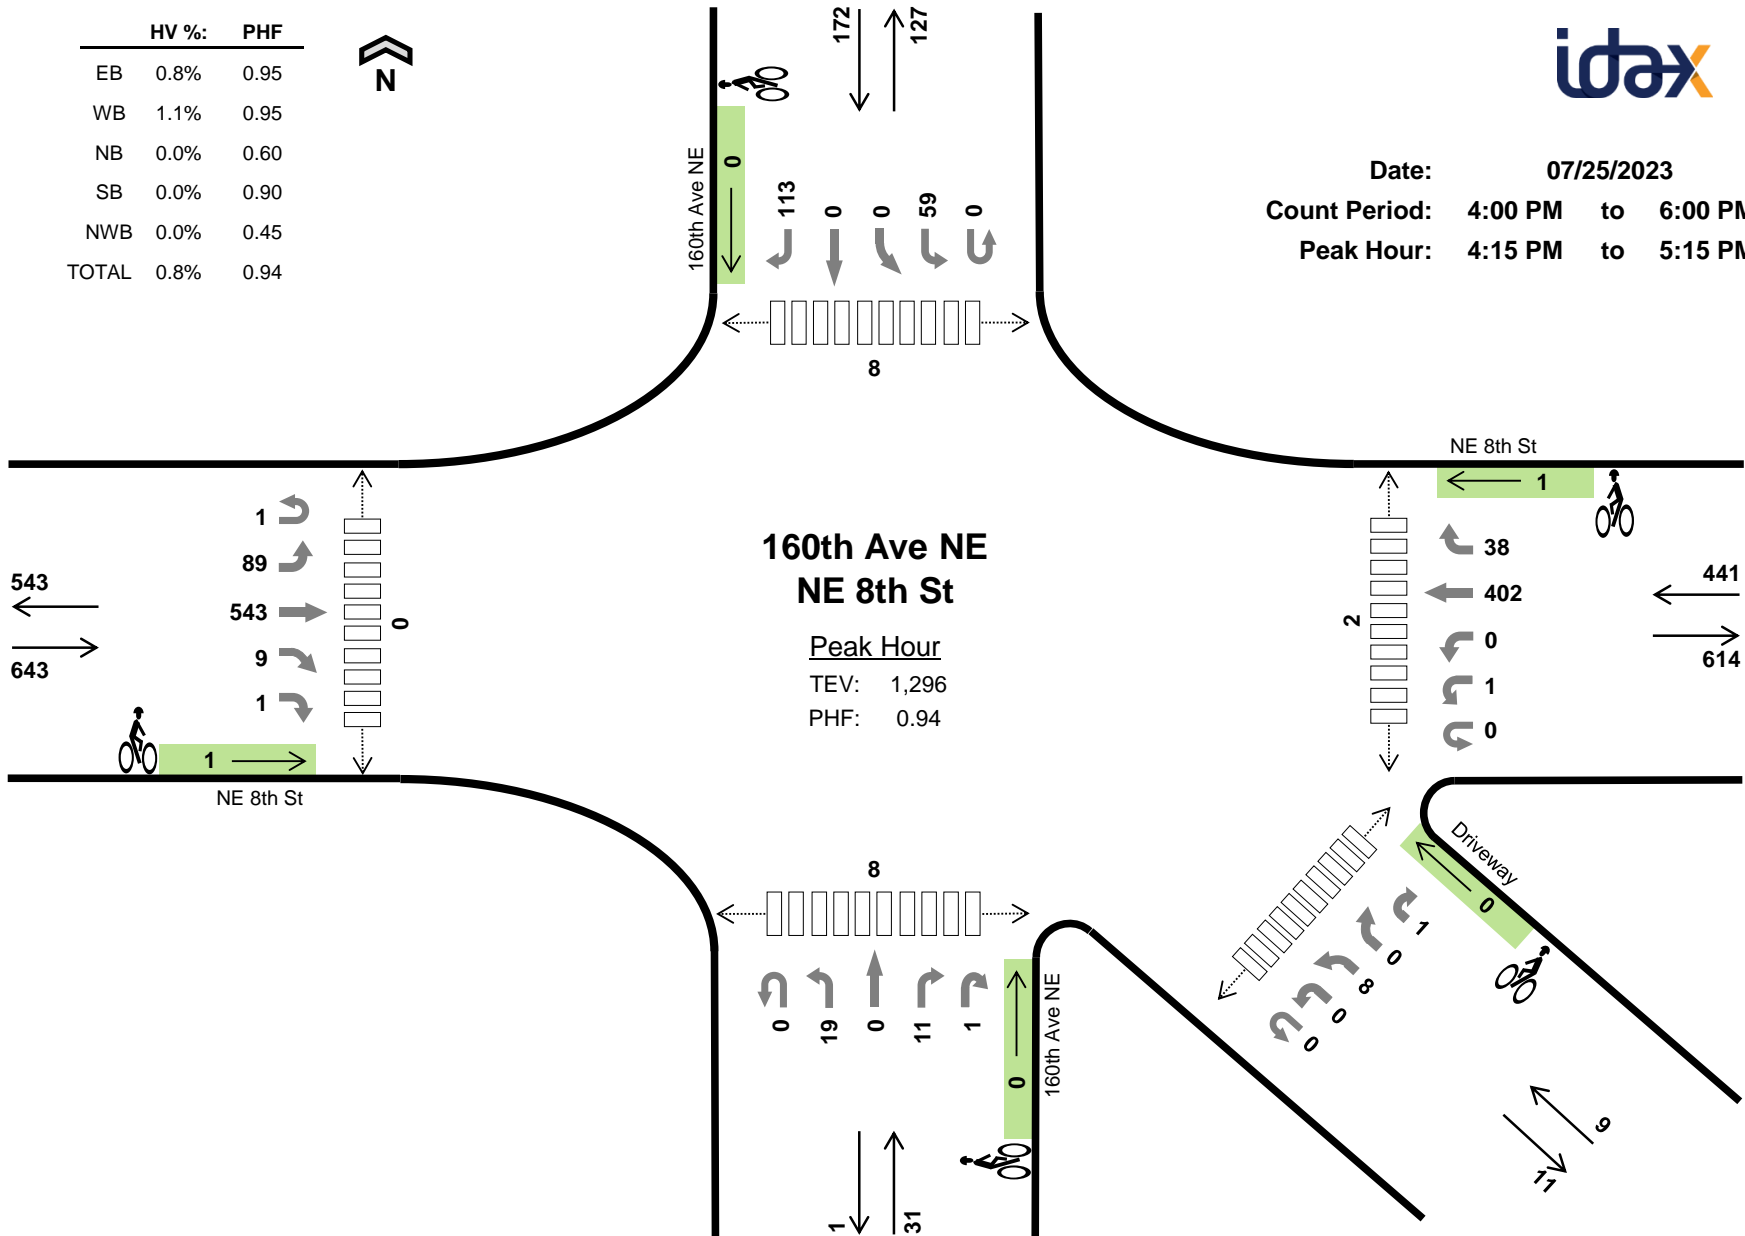 HV %: PHF
EB 0.8% 0.95
WB 1.1% 0.95
NB 0.0% 0.60
SB 0.0% 0.90
NWB 0.0% 0.45
TOTAL 0.8% 0.94
N
172
127
idax
Date: 07/25/2023
Count Period: 4:00 PM to 6:00 PM
Peak Hour: 4:15 PM to 5:15 PM
160th Ave NE
0
113
0
0
59
0
8
NE 8th St
1
1
89
543
9
1
0
543
643
1
NE 8th St
160th Ave NE
NE 8th St
Peak Hour
TEV: 1,296
PHF: 0.94
2
38
402
0
1
0
441
614
8
0
19
0
11
1
0
160th Ave NE
1
31
Driveway
0
1
0
8
0
0
9
11